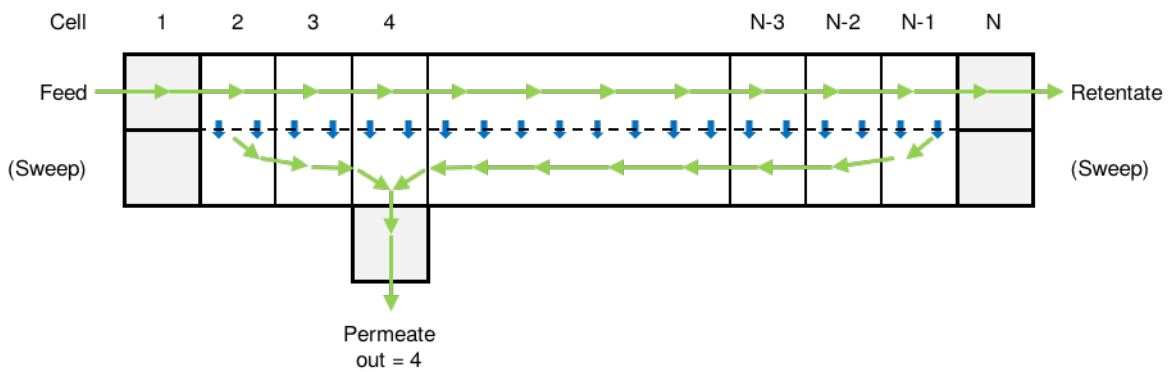 Cell 1 2 3 4 N-3 N-2 N-1 N
Feed Retentate
(Sweep) (Sweep)
Permeate
out = 4